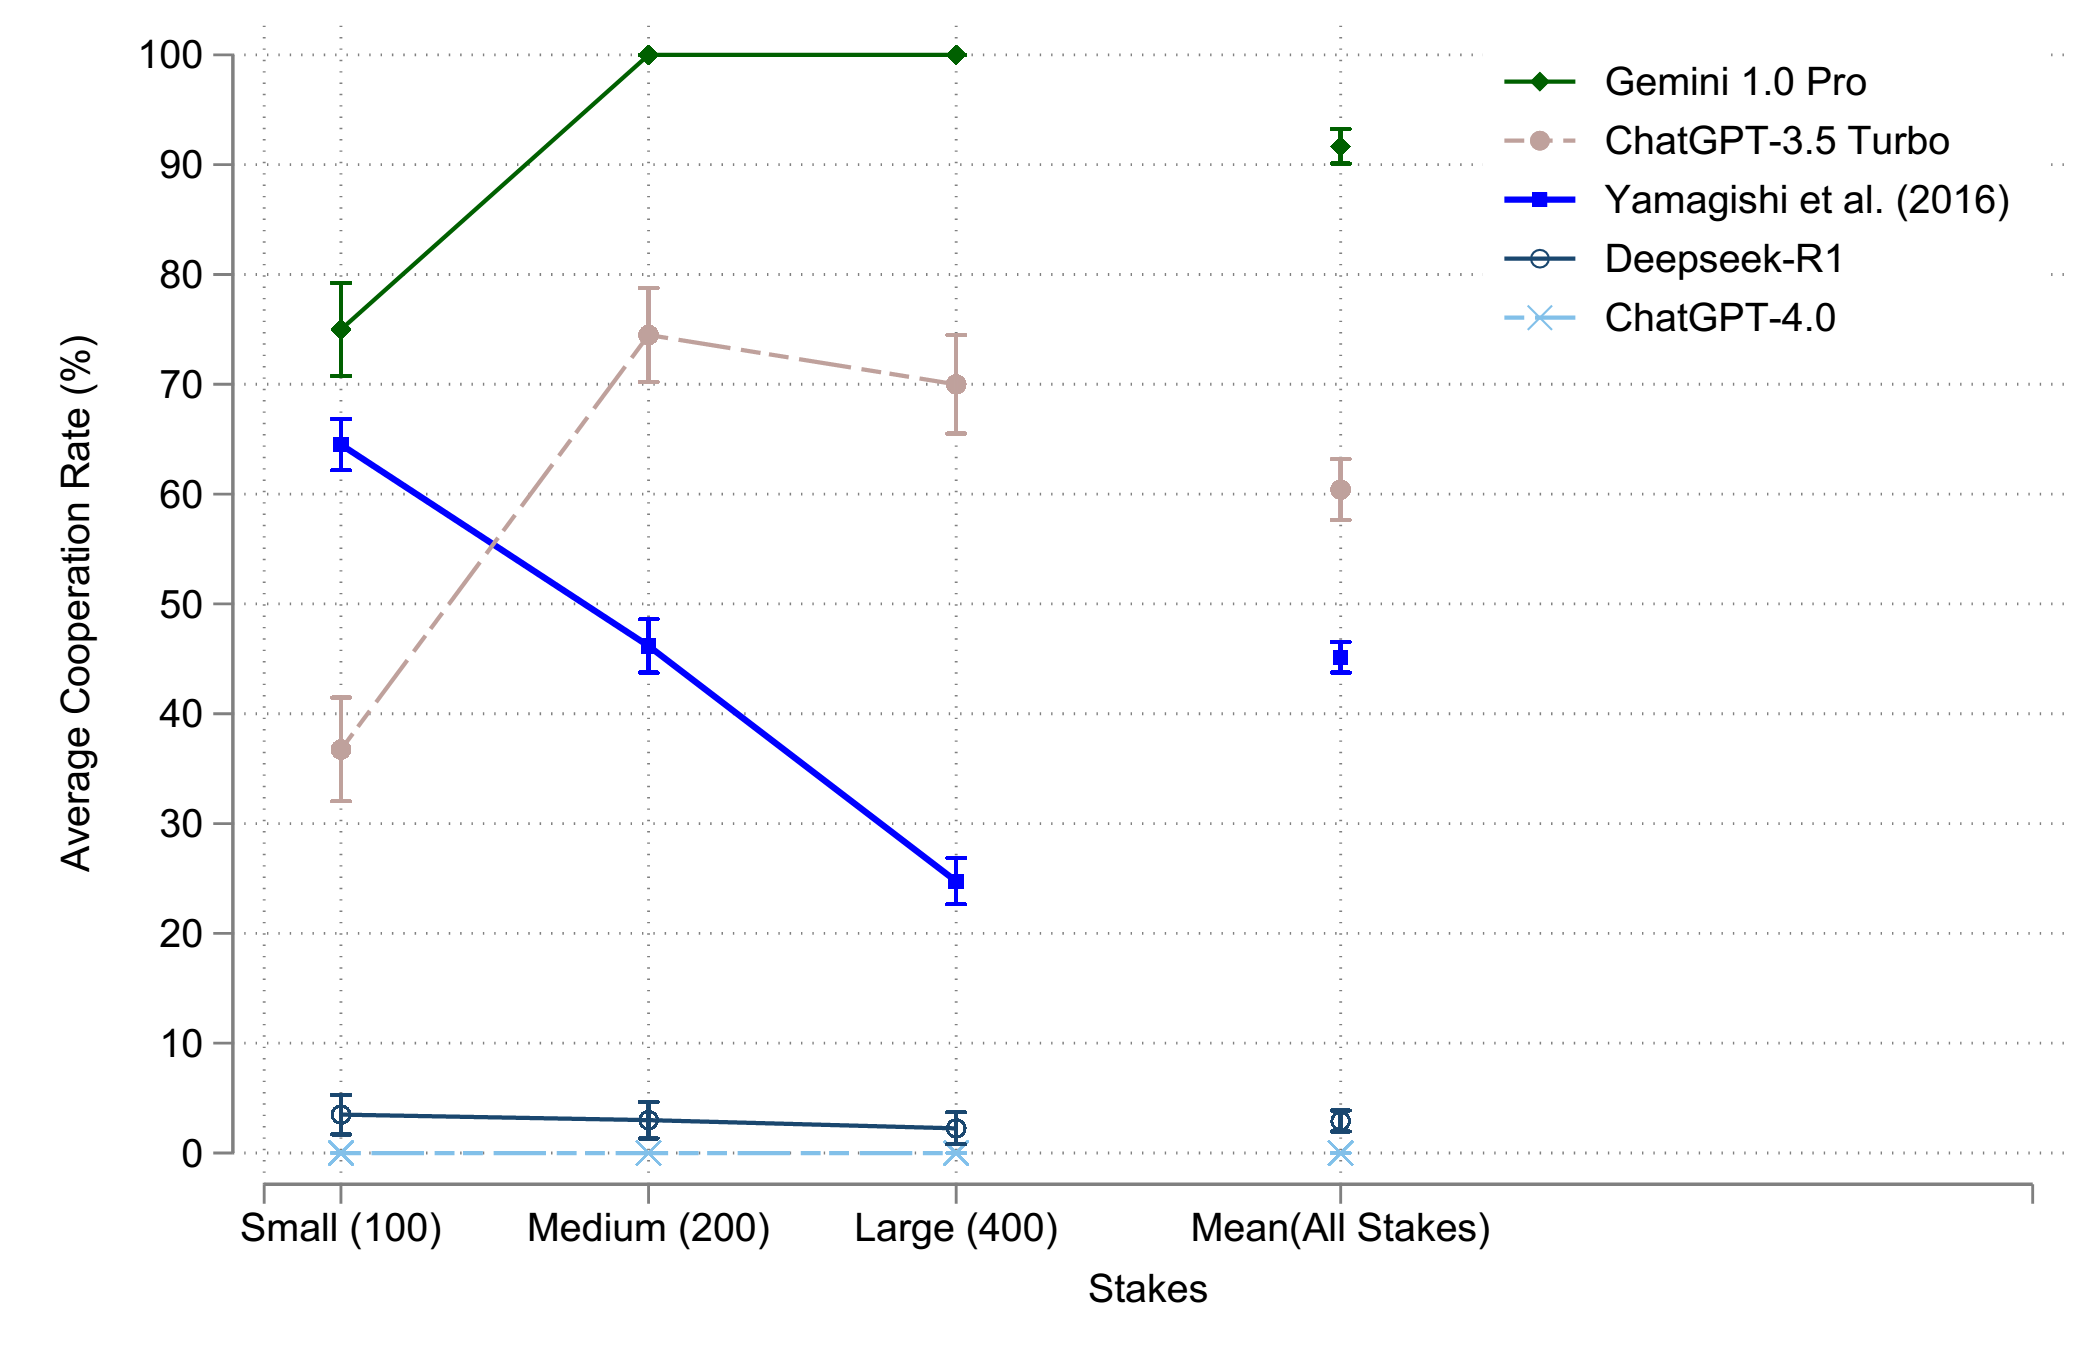 100
90
80
70
60
50
40
30
20
10
0
Average Cooperation Rate (%)
Gemini 1.0 Pro
ChatGPT-3.5 Turbo
Yamagishi et al. (2016)
Deepseek-R1
ChatGPT-4.0
Small (100)
Medium (200)
Large (400)
Mean(All Stakes)
Stakes